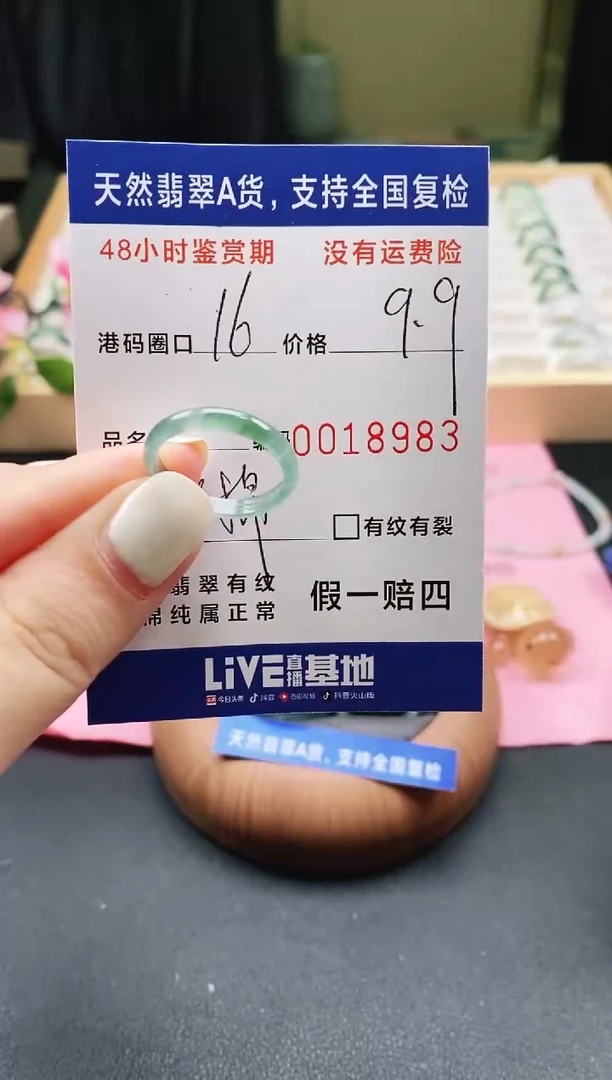 天然翡翠A货，支持全国复检
48小时鉴赏期 没有运费险
港码圈口 16 价格 9.9
品名 0018983
棉
□有纹有裂
翡翠有纹
棉纯属正常
假一赔四
LiVE直播基地
今日头条 抖音 西瓜视频 抖音火山版
天然翡翠A货，支持全国复检